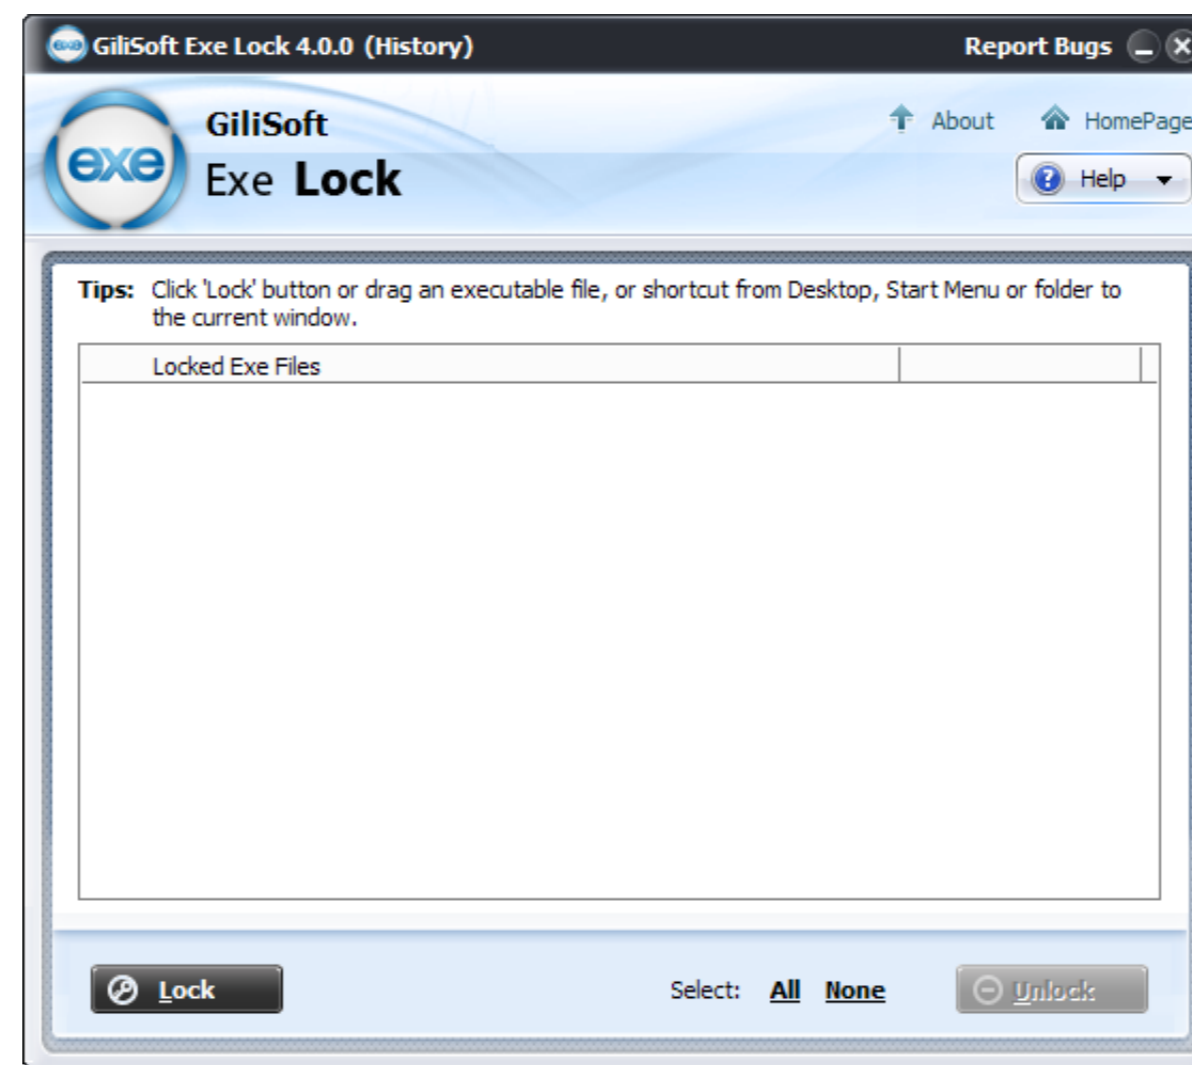 GiliSoft Exe Lock 4.0.0 (History) Report Bugs
exe
GiliSoft
Exe Lock
About HomePage
Help
Tips: Click 'Lock' button or drag an executable file, or shortcut from Desktop, Start Menu or folder to
the current window.
Locked Exe Files
Lock Select: All None Unlock